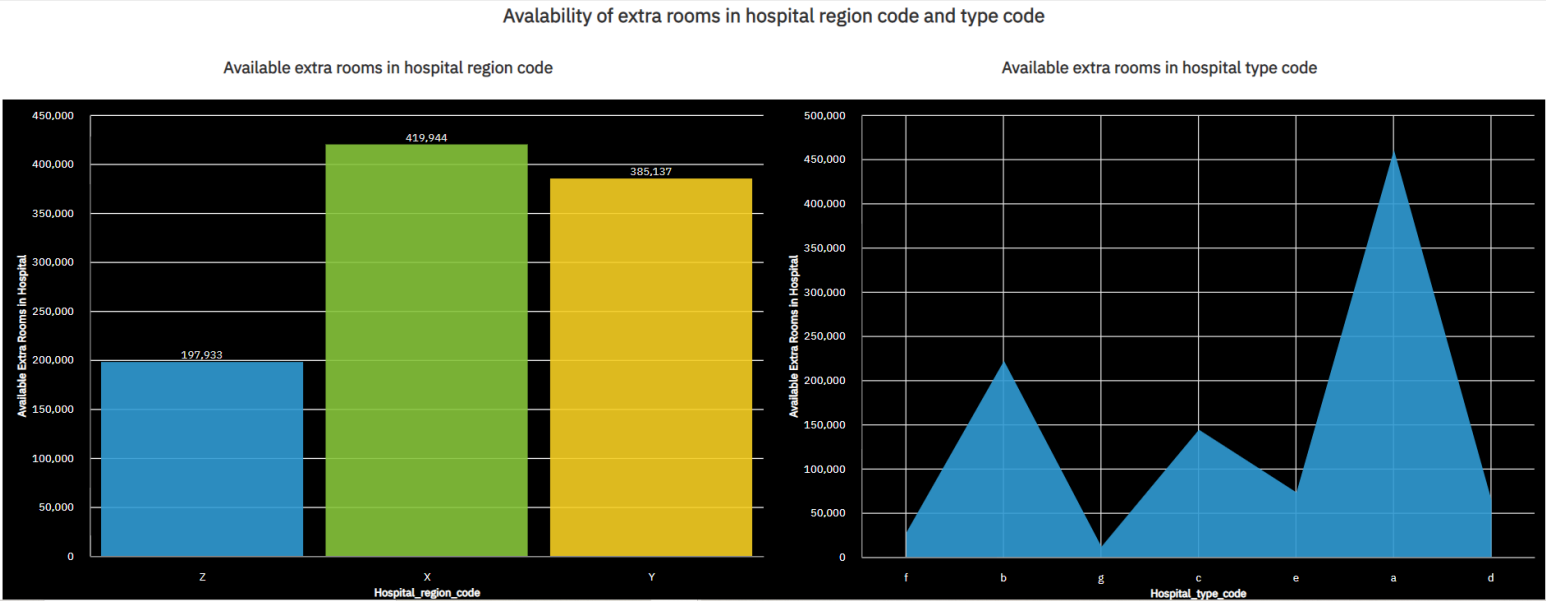 Avalability of extra rooms in hospital region code and type code
Available extra rooms in hospital region code
450,000
400,000
350,000
300,000
250,000
200,000
150,000
100,000
50,000
0
Available Extra Rooms in Hospital
197,933
419,944
385,137
Z X Y
Hospital_region_code
Available extra rooms in hospital type code
500,000
450,000
400,000
350,000
300,000
250,000
200,000
150,000
100,000
50,000
0
Available Extra Rooms in Hospital
f b g c e a d
Hospital_type_code